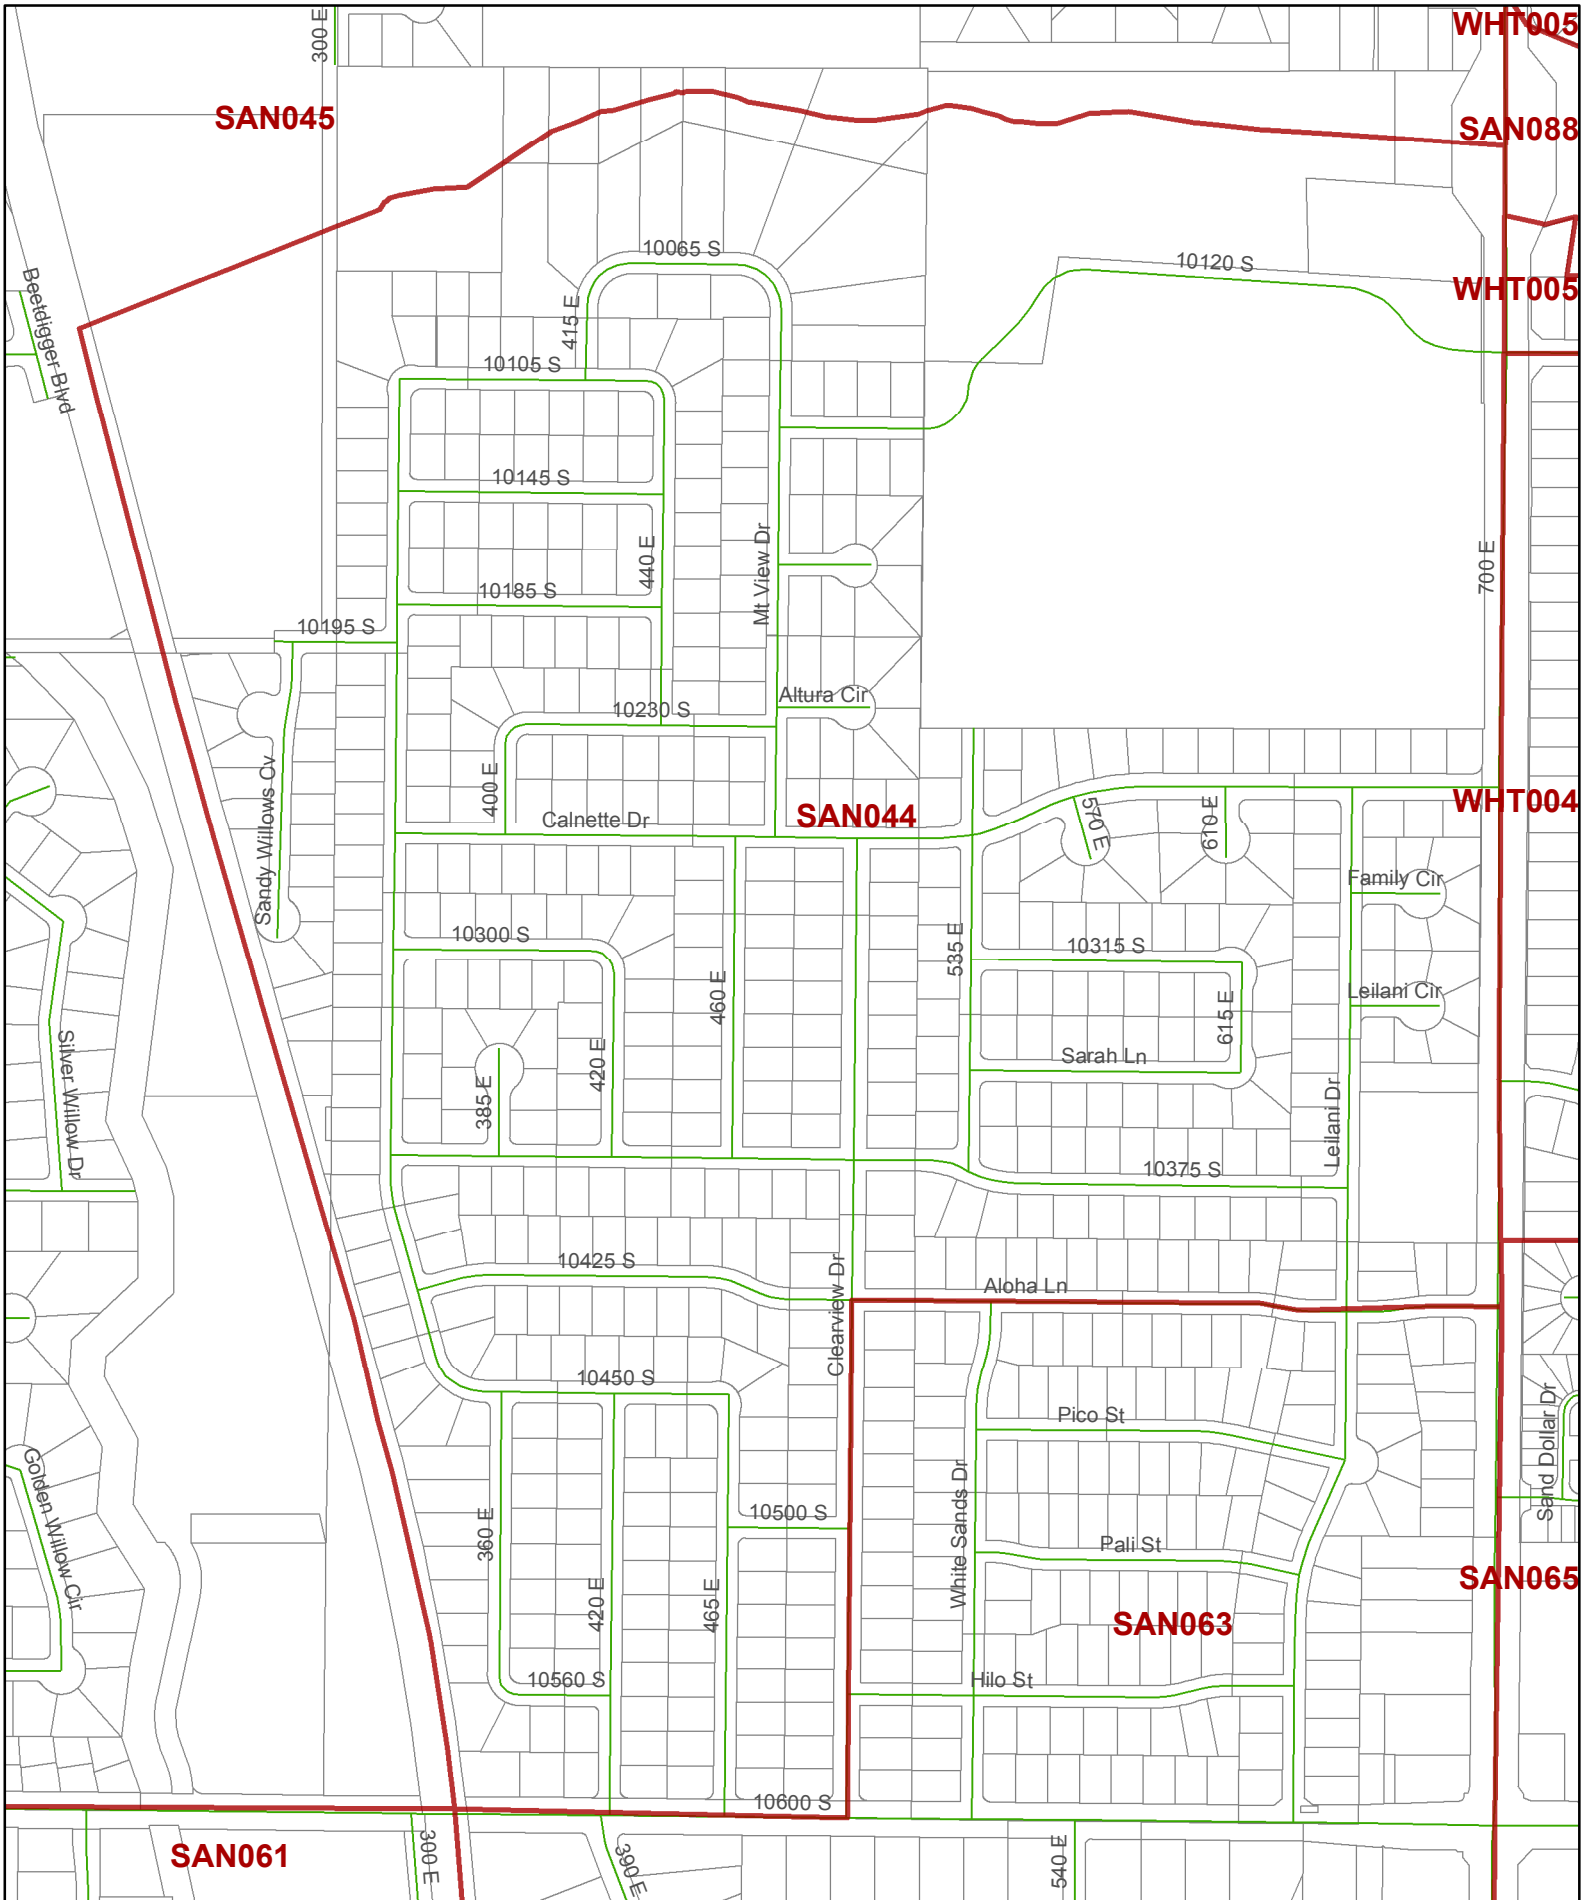 300 E
WHT005
SAN045
SAN088
10065 S
10120 S
Beetdigger Blvd
415 E
WHT005
10105 S
10145 S
440 E
Mt View Dr
700 E
10185 S
10195 S
Altura Cir
10230 S
Sandy Willows Cv
400 E
Calnette Dr
SAN044
570 E
610 E
WHT004
Family Cir
10300 S
535 E
10315 S
460 E
Leilani Cir
615 E
Silver Willow Dr
385 E
420 E
Sarah Ln
Leilani Dr
10375 S
10425 S
Clearview Dr
Aloha Ln
10450 S
Pico St
Sand Dollar Dr
Golden Willow Cir
360 E
10500 S
White Sands Dr
Pali St
420 E
465 E
SAN065
SAN063
10560 S
Hilo St
10600 S
SAN061
300 E
390 E
540 E